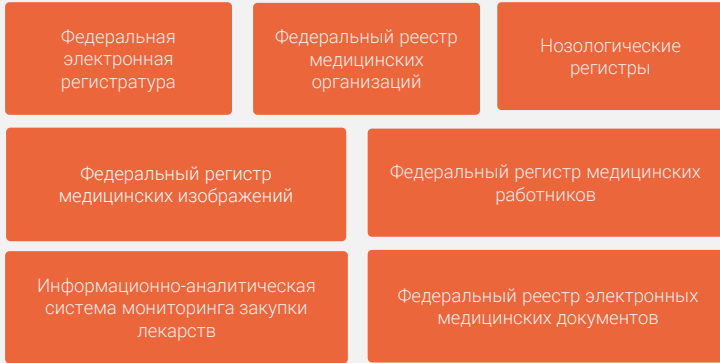 Федеральная
электронная
регистратура
Федеральный реестр
медицинских
организаций
Нозологические
регистры
Федеральный регистр
медицинских изображений
Федеральный регистр медицинских
работников
Информационно-аналитическая
система мониторинга закупки
лекарств
Федеральный реестр электронных
медицинских документов